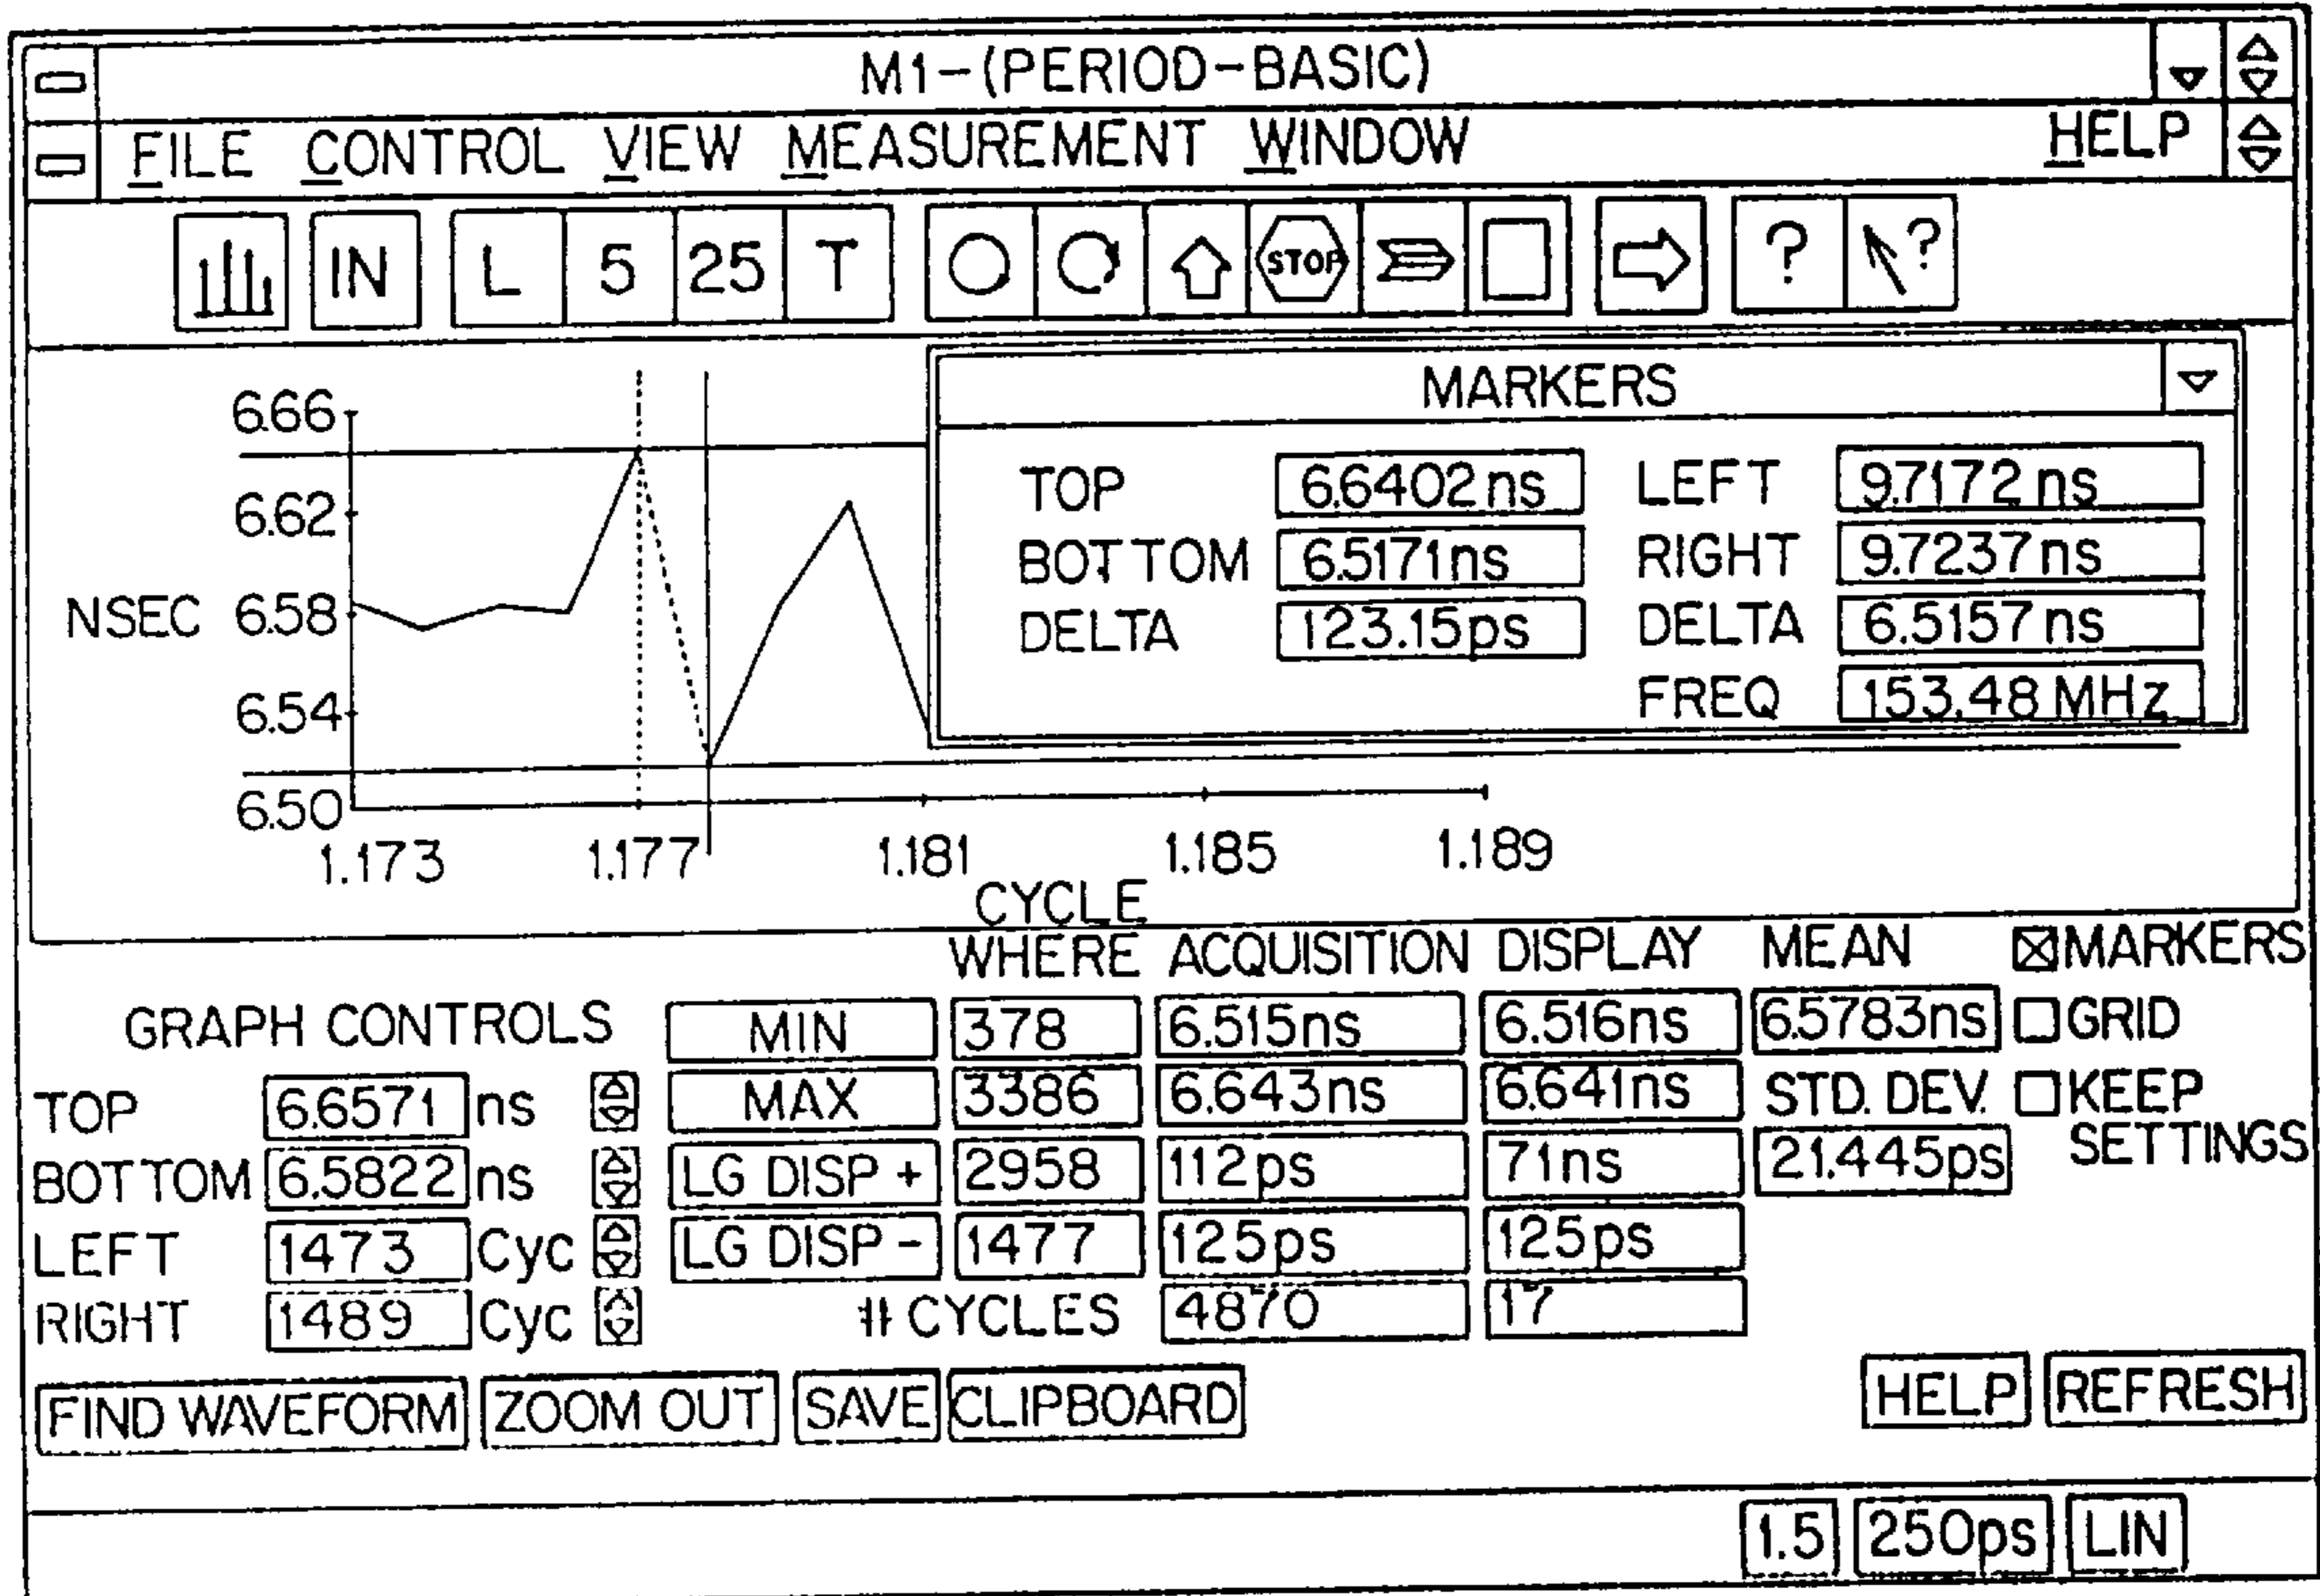 M1-(PERIOD-BASIC)
FILE CONTROL VIEW MEASUREMENT WINDOW HELP
IN L 5 25 T STOP ? ?
MARKERS
TOP 6.6402ns LEFT 9.7172ns
BOTTOM 6.5171ns RIGHT 9.7237ns
DELTA 123.15ps DELTA 6.5157ns
FREQ 153.48 MHz
6.66
6.62
NSEC 6.58
6.54
6.50
1.173 1.177 1.181 1.185 1.189
CYCLE
WHERE ACQUISITION DISPLAY MEAN MARKERS
GRAPH CONTROLS MIN 378 6.515ns 6.516ns 6.5783ns GRID
TOP 6.6571 ns MAX 3386 6.643ns 6.641ns STD. DEV. KEEP SETTINGS
BOTTOM 6.5822 ns LG DISP + 2958 112ps 71ns 21.445ps
LEFT 1473 Cyc LG DISP - 1477 125ps 125ps
RIGHT 1489 Cyc # CYCLES 4870 17
FIND WAVEFORM ZOOM OUT SAVE CLIPBOARD HELP REFRESH
1.5 250ps LIN